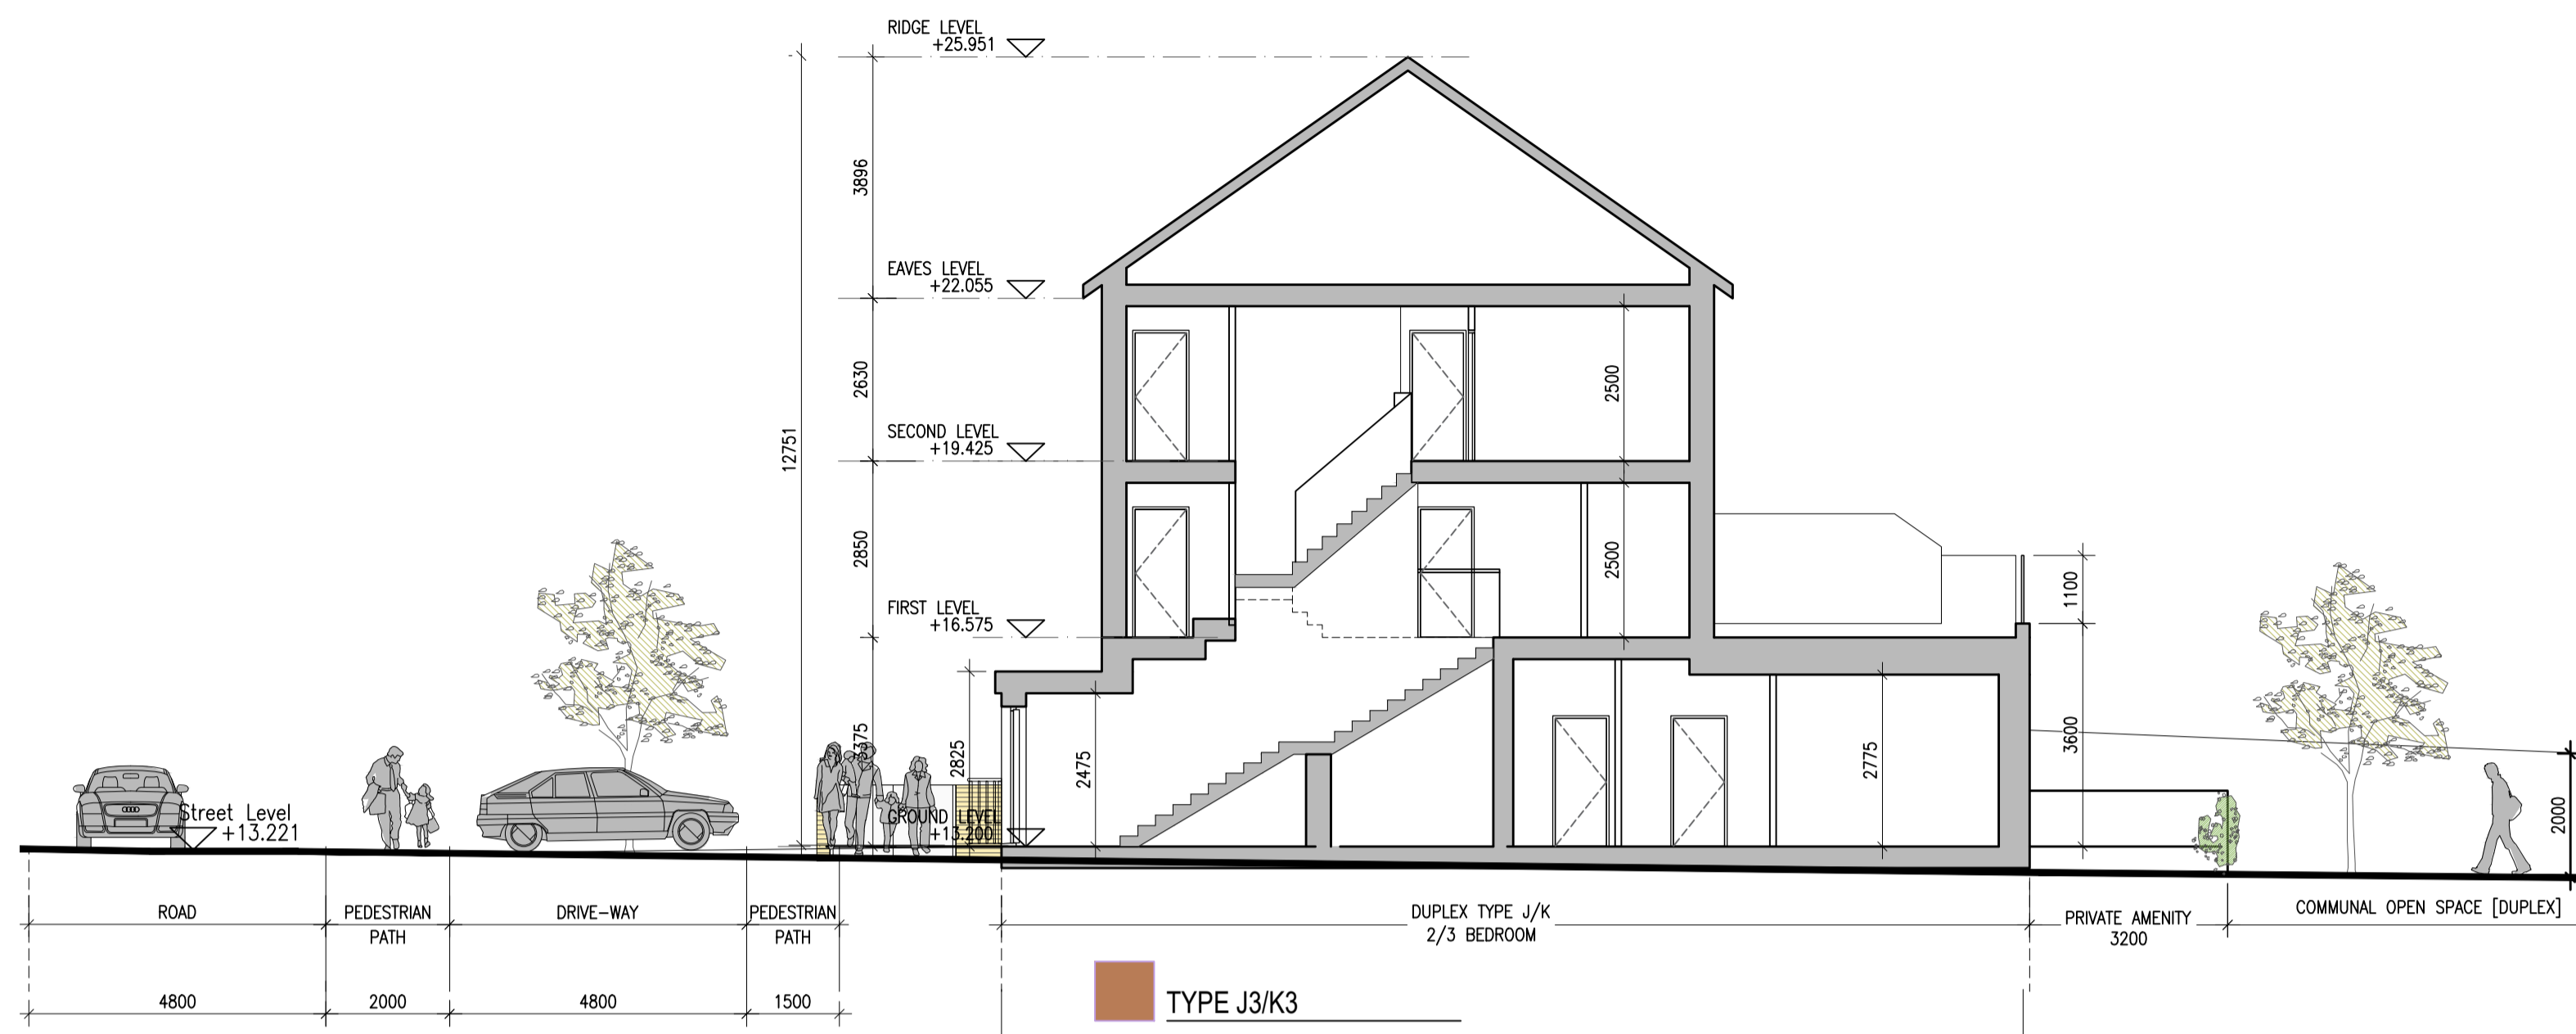 RIDGE LEVEL
+25.951
3896
EAVES LEVEL
+22.055
2630
2500
12751
SECOND LEVEL
+19.425
2850
2500
FIRST LEVEL
+16.575
1100
2825
2475
2775
3600
2000
Street Level
+13.221
GROUND LEVEL
+13.200
ROAD
PEDESTRIAN
PATH
DRIVE-WAY
PEDESTRIAN
PATH
DUPLEX TYPE J/K
2/3 BEDROOM
PRIVATE AMENITY
3200
COMMUNAL OPEN SPACE [DUPLEX]
4800
2000
4800
1500
TYPE J3/K3